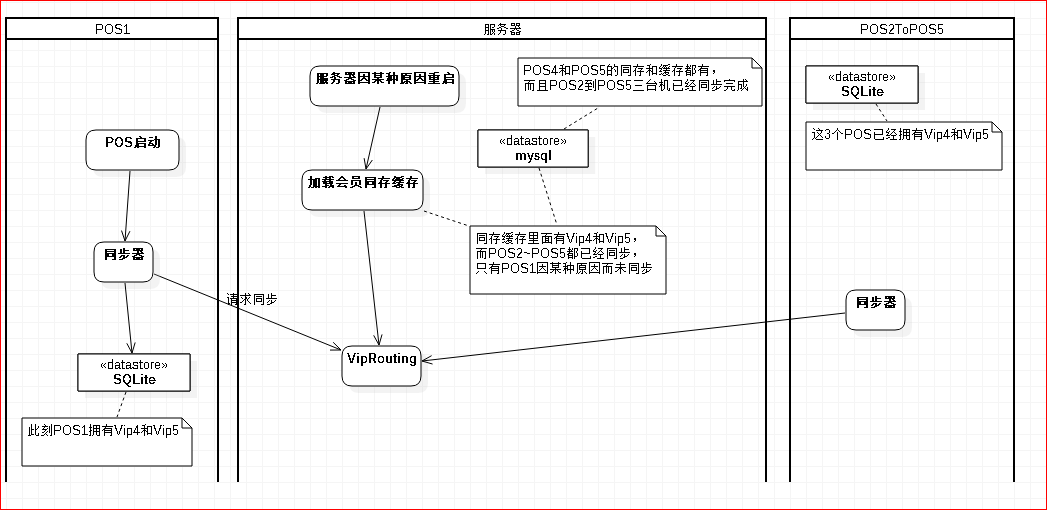 POS1
服务器
POS2ToPOS5
服务器因某种原因重启
POS4和POS5的同存和缓存都有，
而且POS2到POS5三台机已经同步完成
«datastore»
SQLite
这3个POS已经拥有Vip4和Vip5
POS启动
«datastore»
mysql
加载会员同存缓存
同存缓存里面有Vip4和Vip5，
而POS2~POS5都已经同步，
只有POS1因某种原因而未同步
同步器
请求同步
同步器
VipRouting
«datastore»
SQLite
此刻POS1拥有Vip4和Vip5